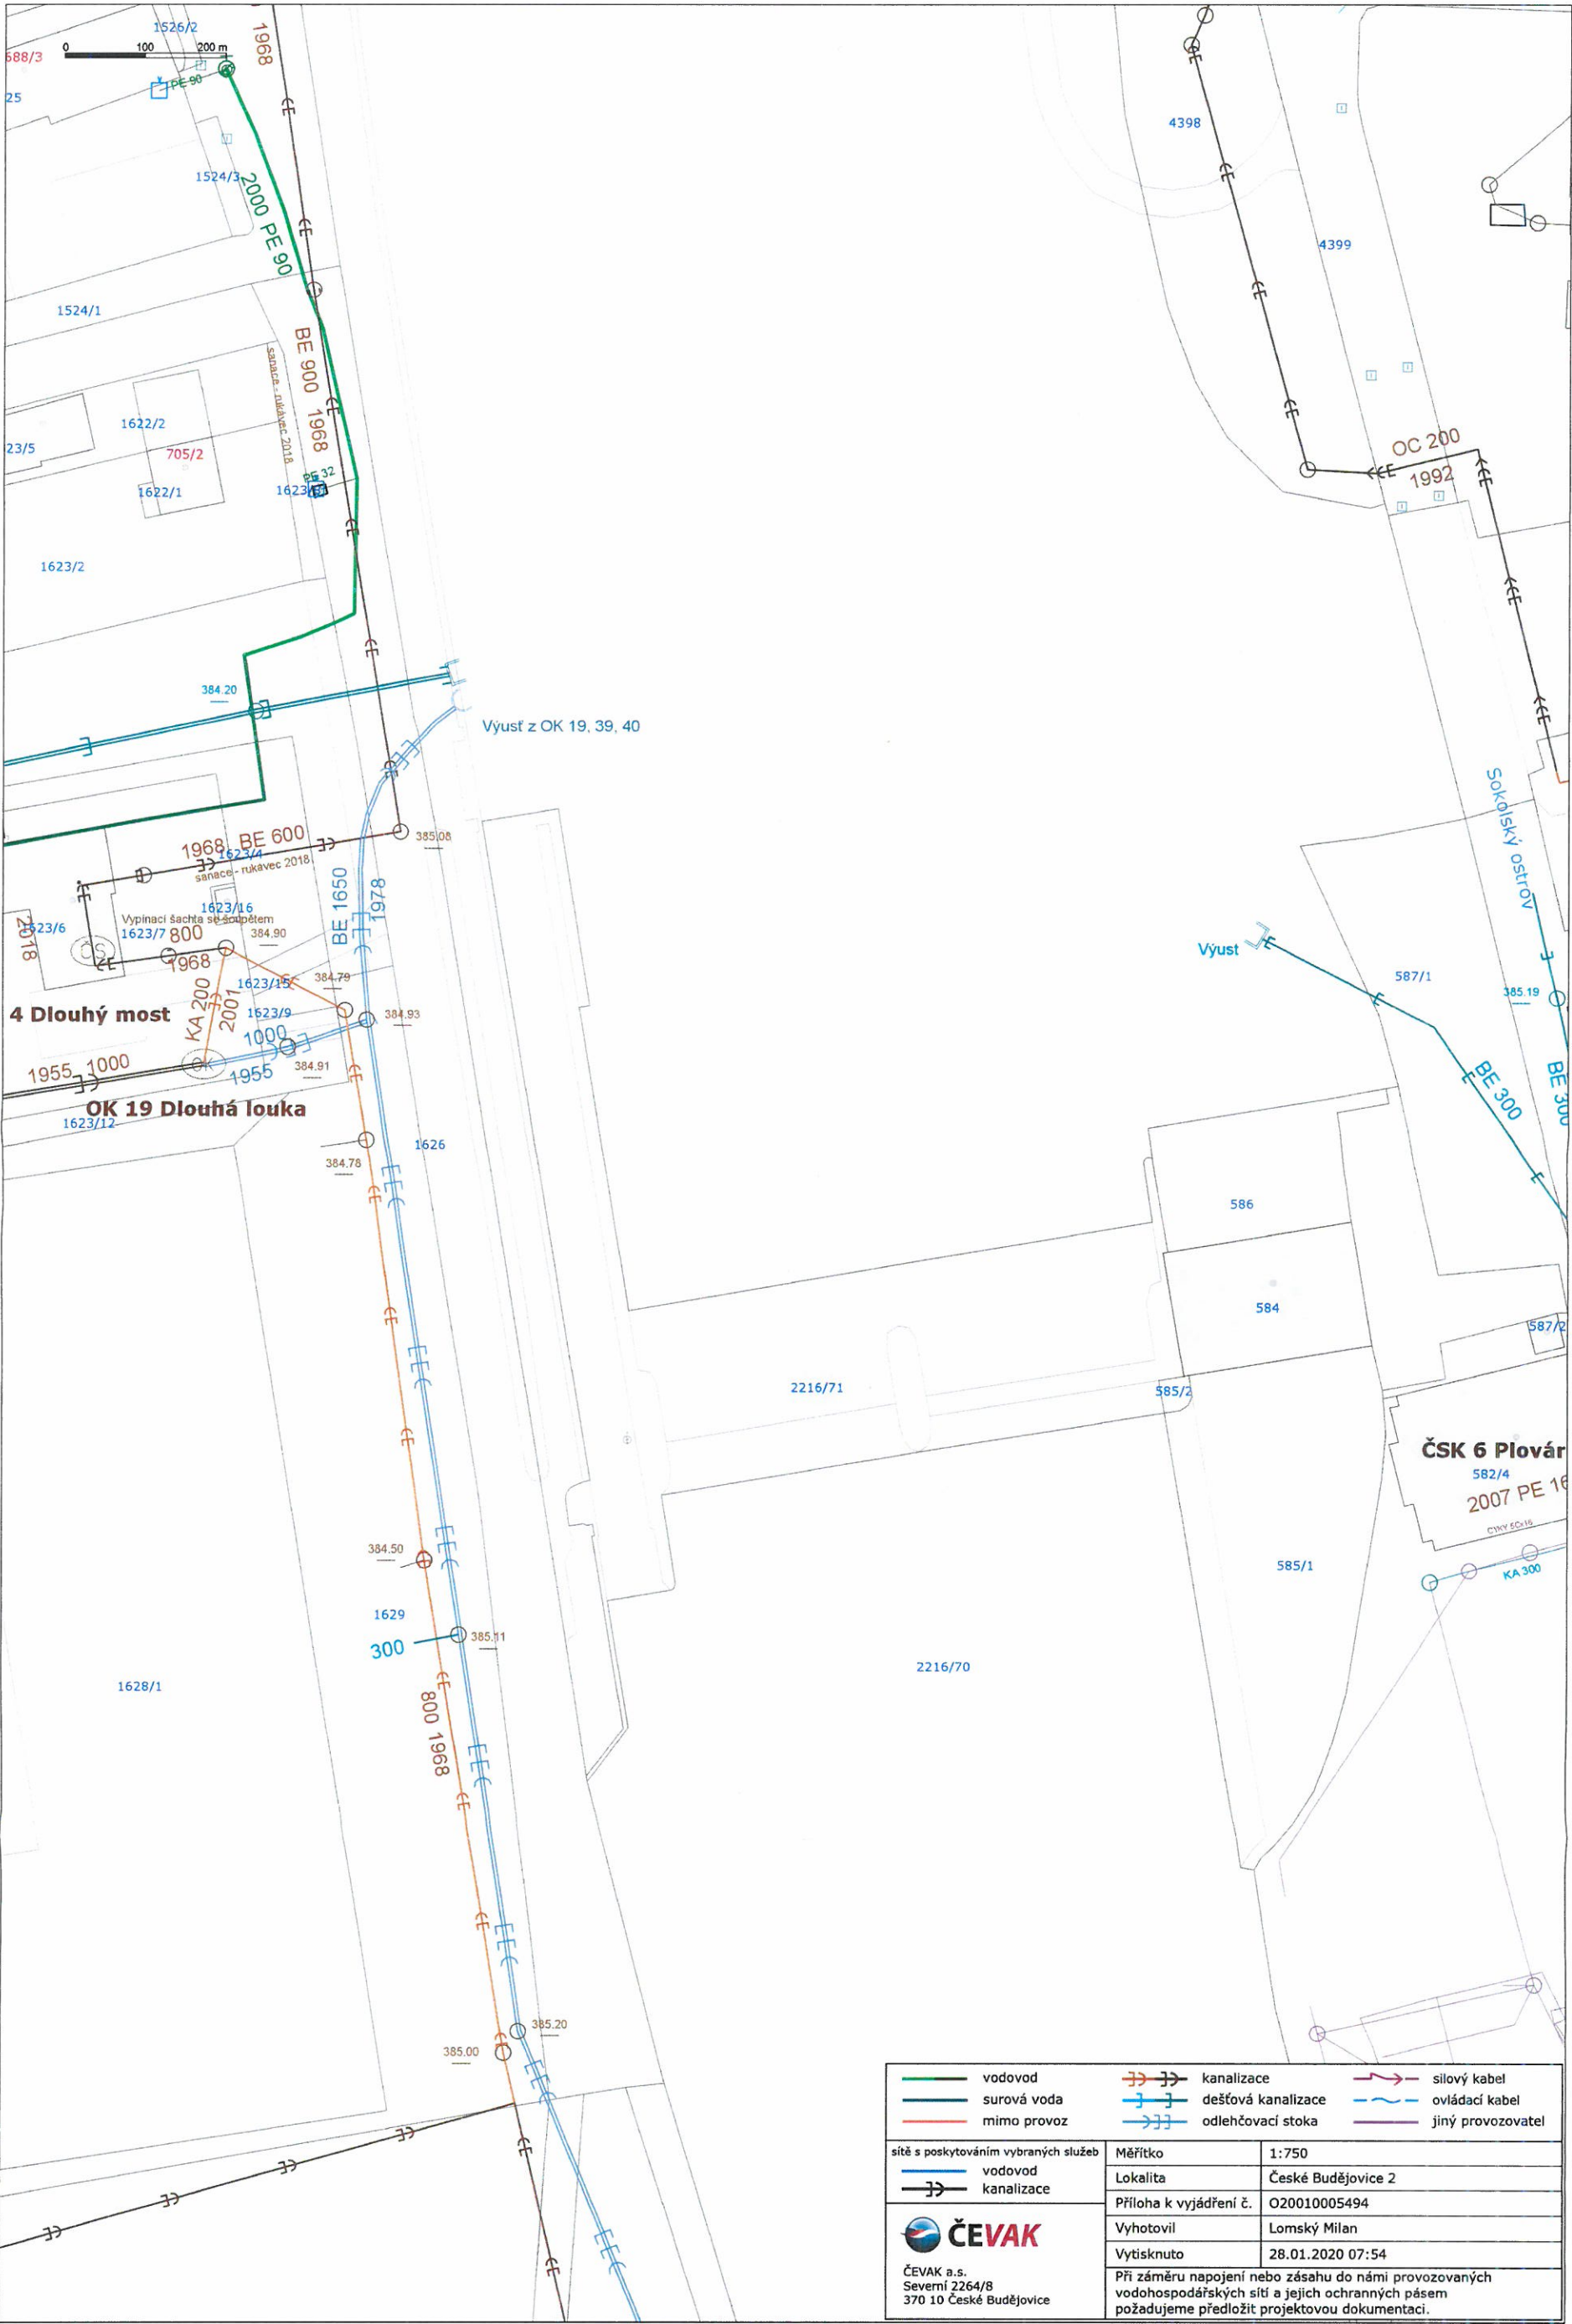 1526/2
1968
688/3
0 100 200 m
25
PE 90
4398
1524/3
2000 PE 90
4399
1524/1
BE 900 1968
sanace - rukávec 2018
1622/2
23/5
705/2
OC 200
1992
PE 32
1622/1
1623/2
384.20
Výusť z OK 19, 39, 40
Sokolský ostrov
1968 BE 600
385.08
1623/4
sanace - rukávec 2018
BE 1650
1978
1623/16
Vypínací šachta se šoupětem
2018
1623/6
1623/7
800
384.90
ČS
1968
Výust
587/1
1623/15
384.79
385.19
KA 200
2001
1623/9
384.93
4 Dlouhý most
1000
OK
1955 1000
1955
384.91
BE 300
BE 300
OK 19 Dlouhá louka
1623/12
1626
384.78
586
584
587/2
2216/71
585/2
ČSK 6 Plovár
582/4
2007 PE 16
CYKY 5Cx16
384.50
585/1
KA 300
1629
300
385.11
2216/70
1628/1
800 1968
385.20
385.00
vodovod
kanalizace
silový kabel
surová voda
dešťová kanalizace
ovládací kabel
mimo provoz
odlehčovací stoka
jiný provozovatel
sítě s poskytováním vybraných služeb
vodovod
kanalizace
Měřítko 1:750
Lokalita České Budějovice 2
Příloha k vyjádření č. O20010005494
Vyhotovil Lomský Milan
Vytisknuto 28.01.2020 07:54
ČEVAK
ČEVAK a.s.
Severní 2264/8
370 10 České Budějovice
Při záměru napojení nebo zásahu do námi provozovaných
vodohospodářských sítí a jejich ochranných pásem
požadujeme předložit projektovou dokumentaci.